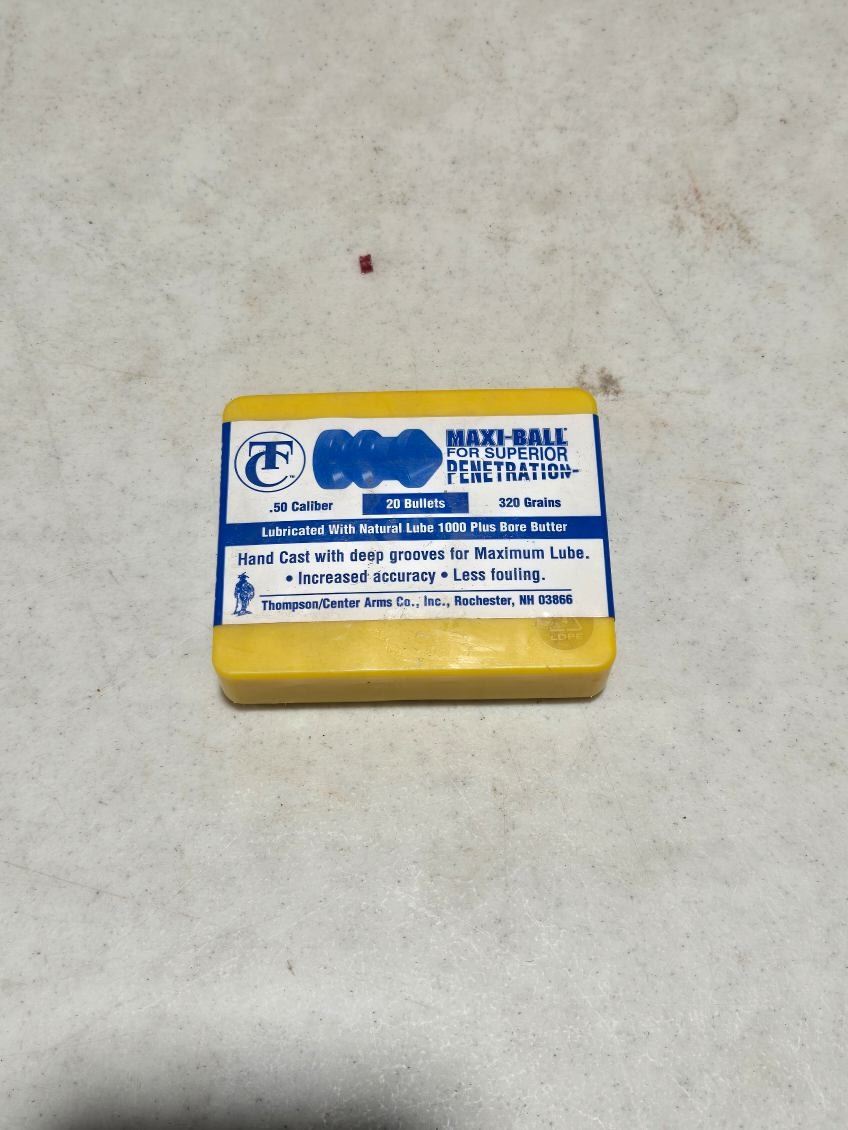 TC™
MAXI-BALL®
FOR SUPERIOR
PENETRATION
.50 Caliber 20 Bullets 320 Grains
Lubricated With Natural Lube 1000 Plus Bore Butter
Hand Cast with deep grooves for Maximum Lube.
• Increased accuracy • Less fouling.
Thompson/Center Arms Co., Inc., Rochester, NH 03866
LDPE